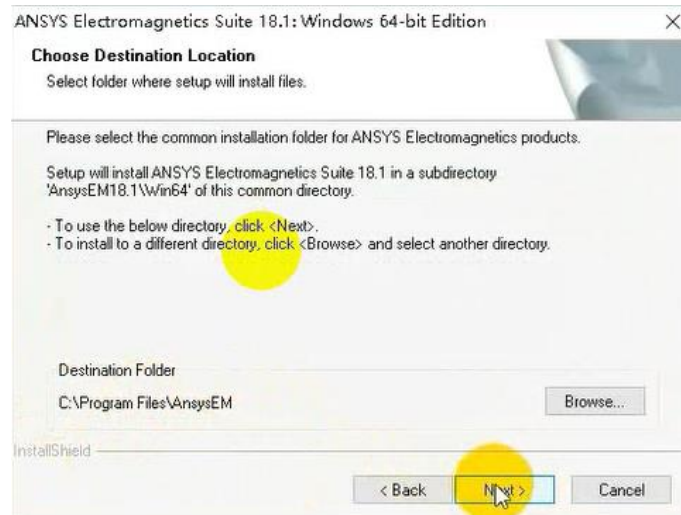 ANSYS Electromagnetics Suite 18.1: Windows 64-bit Edition
Choose Destination Location
Select folder where setup will install files.
Please select the common installation folder for ANSYS Electromagnetics products.
Setup will install ANSYS Electromagnetics Suite 18.1 in a subdirectory
'AnsysEM18.1\Win64' of this common directory.
- To use the below directory, click <Next>.
- To install to a different directory, click <Browse> and select another directory.
Destination Folder
C:\Program Files\AnsysEM
Browse...
InstallShield
< Back
Next >
Cancel